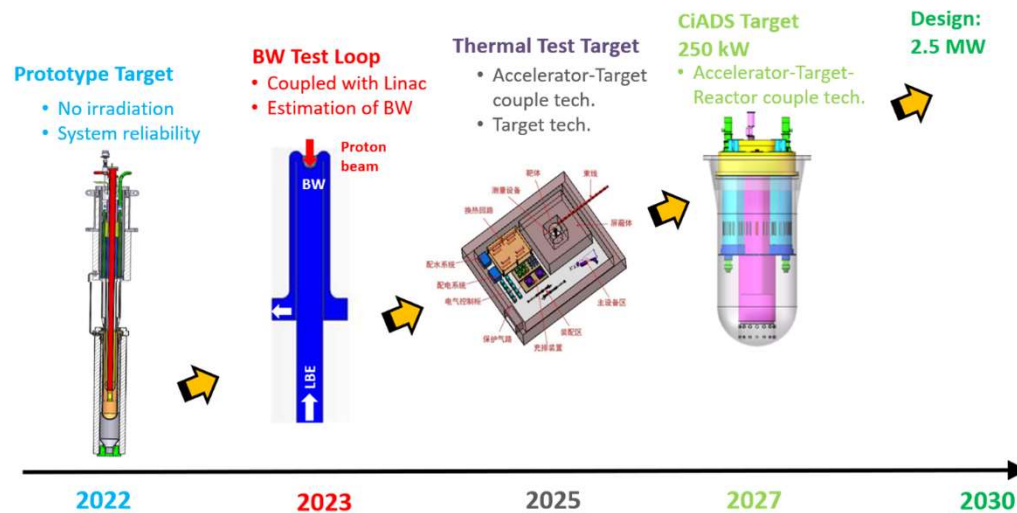 Prototype Target
• No irradiation
• System reliability
BW Test Loop
• Coupled with Linac
• Estimation of BW
Proton
beam
BW
LBE
Thermal Test Target
• Accelerator-Target
couple tech.
• Target tech.
靶体
束线
测量设备
换热回路
屏蔽体
配水系统
配电系统
电气控制柜
保护气路
充排装置
装配区
主设备区
CiADS Target
250 kW
• Accelerator-Target-
Reactor couple tech.
Design:
2.5 MW
2022
2023
2025
2027
2030